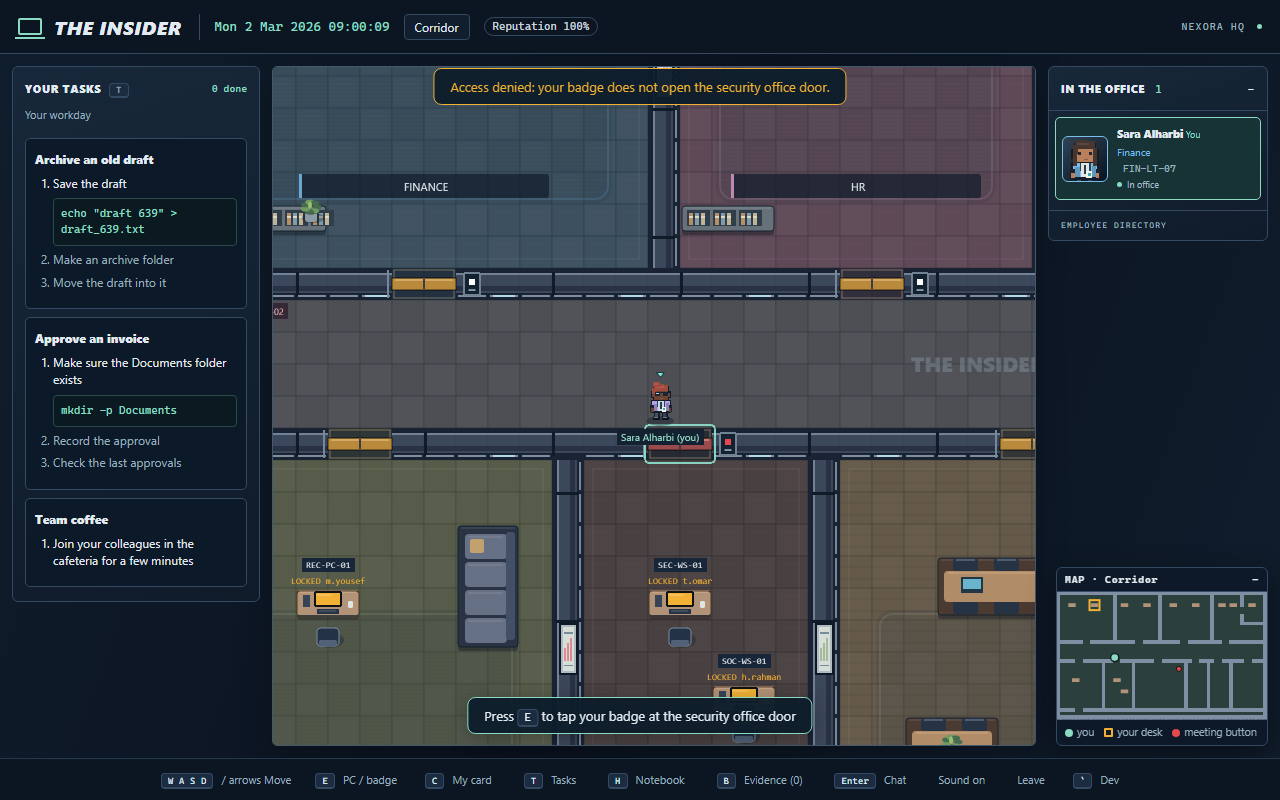 THE INSIDER
Mon 2 Mar 2026 09:00:09
Corridor
Reputation 100%
NEXORA HQ
YOUR TASKS T
0 done
Your workday
Archive an old draft
1. Save the draft
echo "draft 639" >
draft_639.txt
2. Make an archive folder
3. Move the draft into it
Approve an invoice
1. Make sure the Documents folder
exists
mkdir -p Documents
2. Record the approval
3. Check the last approvals
Team coffee
1. Join your colleagues in the
cafeteria for a few minutes
Access denied: your badge does not open the security office door.
FINANCE
HR
02
THE INSIDER
Sara Alharbi (you)
REC-PC-01
LOCKED m.yousef
SEC-WS-01
LOCKED t.omar
SOC-WS-01
LOCKED h.rahman
Press E to tap your badge at the security office door
IN THE OFFICE 1
–
Sara Alharbi You
Finance
FIN-LT-07
In office
EMPLOYEE DIRECTORY
MAP · Corridor
–
you
your desk
meeting button
W A S D / arrows Move
E PC / badge
C My card
T Tasks
H Notebook
B Evidence (0)
Enter Chat
Sound on
Leave
` Dev